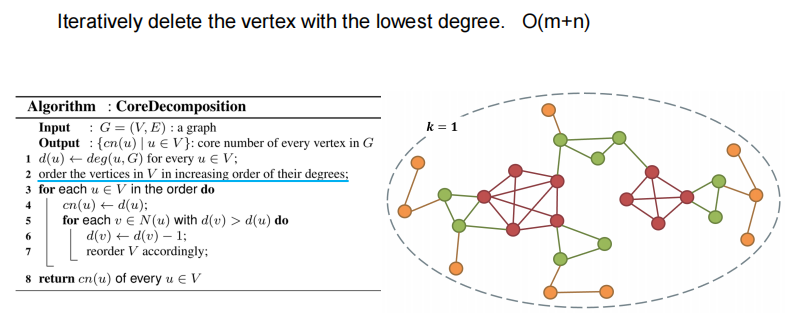 Iteratively delete the vertex with the lowest degree.   O(m+n)
Algorithm : CoreDecomposition
Input : G = (V, E) : a graph
Output : {cn(u) | u ∈ V}: core number of every vertex in G
1 d(u) ← deg(u, G) for every u ∈ V;
2 order the vertices in V in increasing order of their degrees;
3 for each u ∈ V in the order do
4 cn(u) ← d(u);
5 for each v ∈ N(u) with d(v) > d(u) do
6 d(v) ← d(v) − 1;
7 reorder V accordingly;
8 return cn(u) of every u ∈ V
k = 1